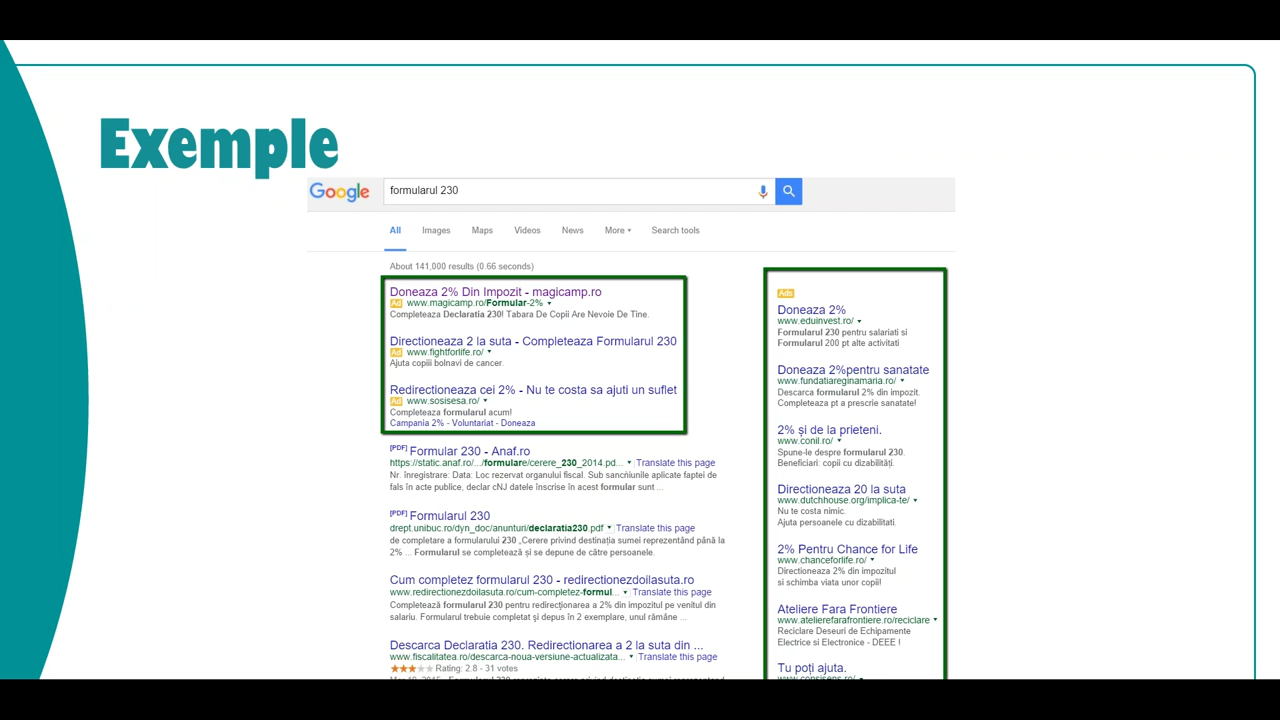 Exemple
Google
formularul 230
All Images Maps Videos News More Search tools
About 141,000 results (0.66 seconds)
Doneaza 2% Din Impozit - magicamp.ro
Ad www.magicamp.ro/Formular-2%
Completeaza Declaratia 230! Tabara De Copii Are Nevoie De Tine.
Directioneaza 2 la suta - Completeaza Formularul 230
Ad www.fightforlife.ro/
Ajuta copiii bolnavi de cancer.
Redirectioneaza cei 2% - Nu te costa sa ajuti un suflet
Ad www.sosisesa.ro/
Completeaza formularul acum!
Campania 2% - Voluntariat - Doneaza
[PDF] Formular 230 - Anaf.ro
https://static.anaf.ro/.../formulare/cerere_230_2014.pd... Translate this page
Nr. înregistrare: Data: Loc rezervat organului fiscal. Sub sancńiunile aplicate faptei de
fals în acte publice, declar cNJ datele înscrise în acest formular sunt ...
[PDF] Formularul 230
drept.unibuc.ro/dyn_doc/anunturi/declaratia230.pdf Translate this page
de completare a formularului 230 „Cerere privind destinaţia sumei reprezentând până la
2% ... Formularul se completează şi se depune de către persoanele.
Cum completez formularul 230 - redirectionezdoilasuta.ro
www.redirectionezdoilasuta.ro/cum-completez-formul... Translate this page
Completează formularul 230 pentru redirecţionarea a 2% din impozitul pe venitul din
salariu. Formularul trebuie completat şi depus în 2 exemplare, unul rămâne ...
Descarca Declaratia 230. Redirectionarea a 2 la suta din ...
www.fiscalitatea.ro/descarca-noua-versiune-actualizata... Translate this page
Rating: 2.8 - 31 votes
Ads
Doneaza 2%
www.eduinvest.ro/
Formularul 230 pentru salariati si
Formularul 200 pt alte activitati
Doneaza 2%pentru sanatate
www.fundatiareginamaria.ro/
Descarca formularul 2% din impozit.
Completeaza pt a prescrie sanatate!
2% și de la prieteni.
www.conil.ro/
Spune-le despre formularul 230.
Beneficiari: copii cu dizabilităţi.
Directioneaza 20 la suta
www.dutchhouse.org/implica-te/
Nu te costa nimic.
Ajuta persoanele cu dizabilitati.
2% Pentru Chance for Life
www.chanceforlife.ro/
Directioneaza 2% din impozitul
si schimba viata unor copii!
Ateliere Fara Frontiere
www.atelierefarafrontiere.ro/reciclare
Reciclare Deseuri de Echipamente
Electrice si Electronice - DEEE !
Tu poți ajuta.